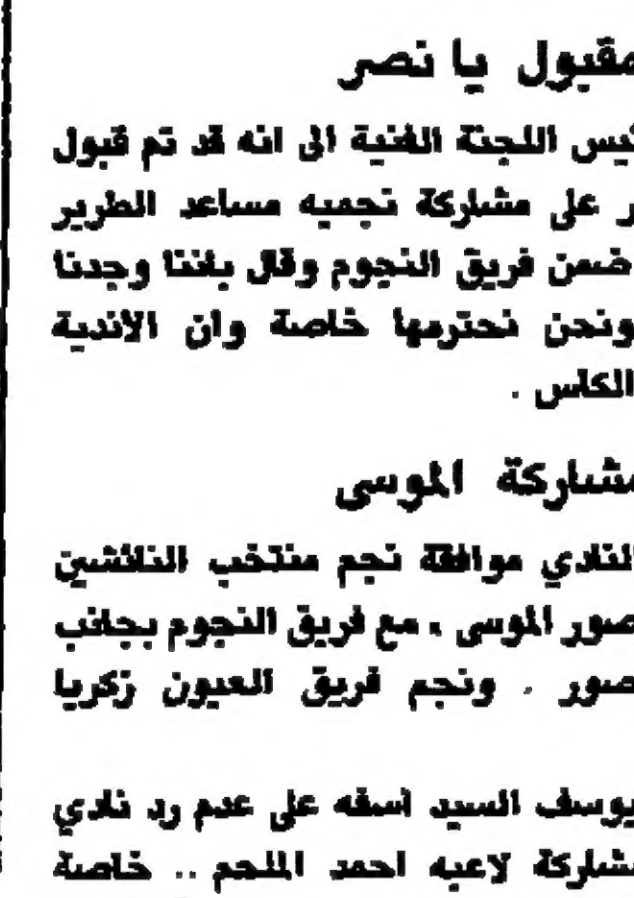 مقبول يا نصر
ئيس اللجنة الفنية الى انه قد تم قبول
ر على مشاركة نجميه مساعد الطرير
ضمن فريق النجوم وقال باننا وجدنا
ونحن نحترمها خاصة وان الاندية
الكاس .
مشاركة الموسى
النادي موافقة نجم منتخب الناشئين
صور الموسى ، مع فريق النجوم بجانب
صور . ونجم فريق العيون زكريا
يوسف السيد اسفه على عدم رد نادي
شاركة لاعبه احمد الملحم .. خاصة